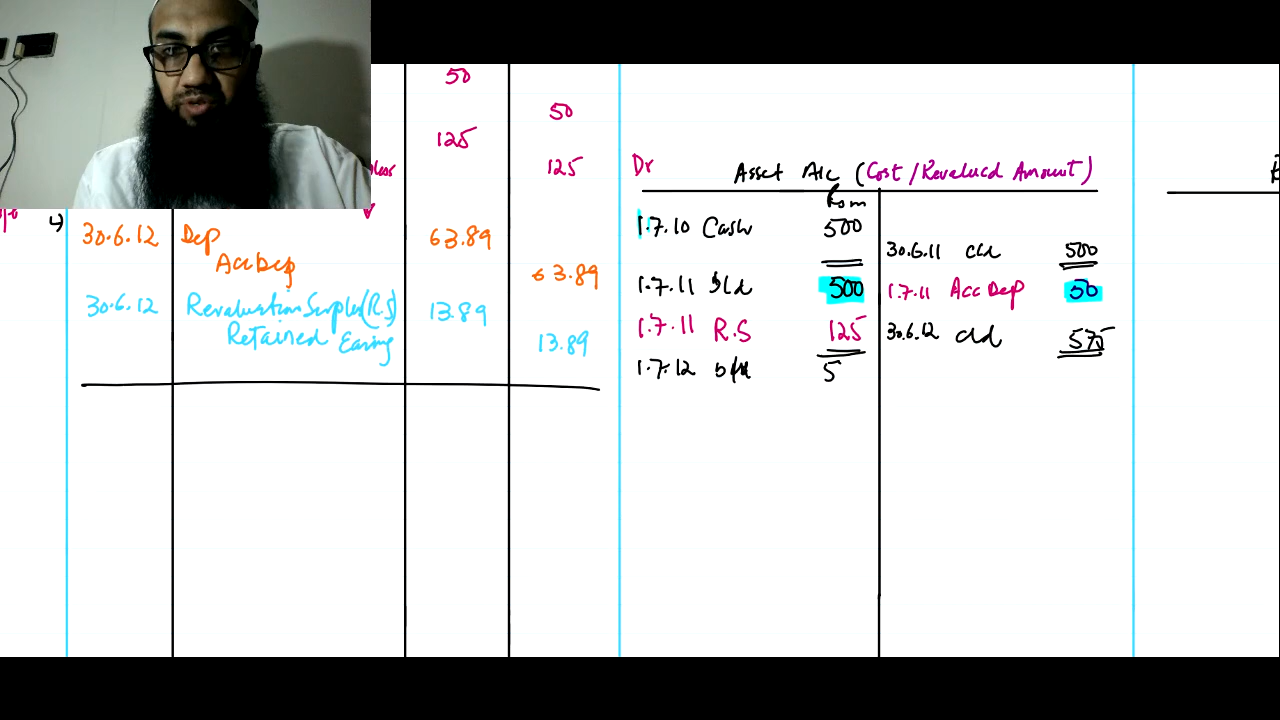 50
50
125
125
4)
30.6.12 Dep 63.89
Acc Dep 63.89
30.6.12 Revaluation Surplus(R.S) 13.89
Retained Earing 13.89
Dr
Asset A/c (Cost/Revalued Amount)
1.7.10 Cash 500
30.6.11 c/d 500
1.7.11 b/d 500
1.7.11 Acc Dep 50
1.7.11 R.S 125
30.6.12 c/d 575
1.7.12 5